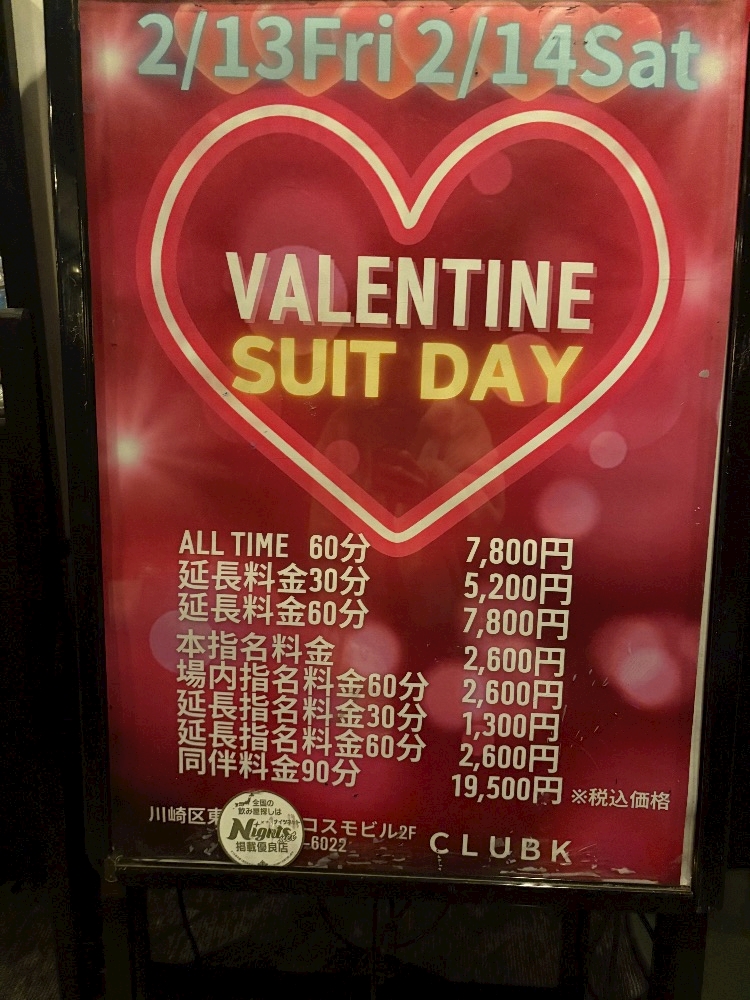 2/13Fri 2/14Sat
VALENTINE
SUIT DAY
ALL TIME 60分 7,800円
延長料金30分 5,200円
延長料金60分 7,800円
本指名料金 2,600円
場内指名料金60分 2,600円
延長指名料金30分 1,300円
延長指名料金60分 2,600円
同伴料金90分 19,500円 ※税込価格
川崎区東 コスモビル2F
-6022
全国の
飲み屋探しは
Nights
掲載優良店
CLUBK